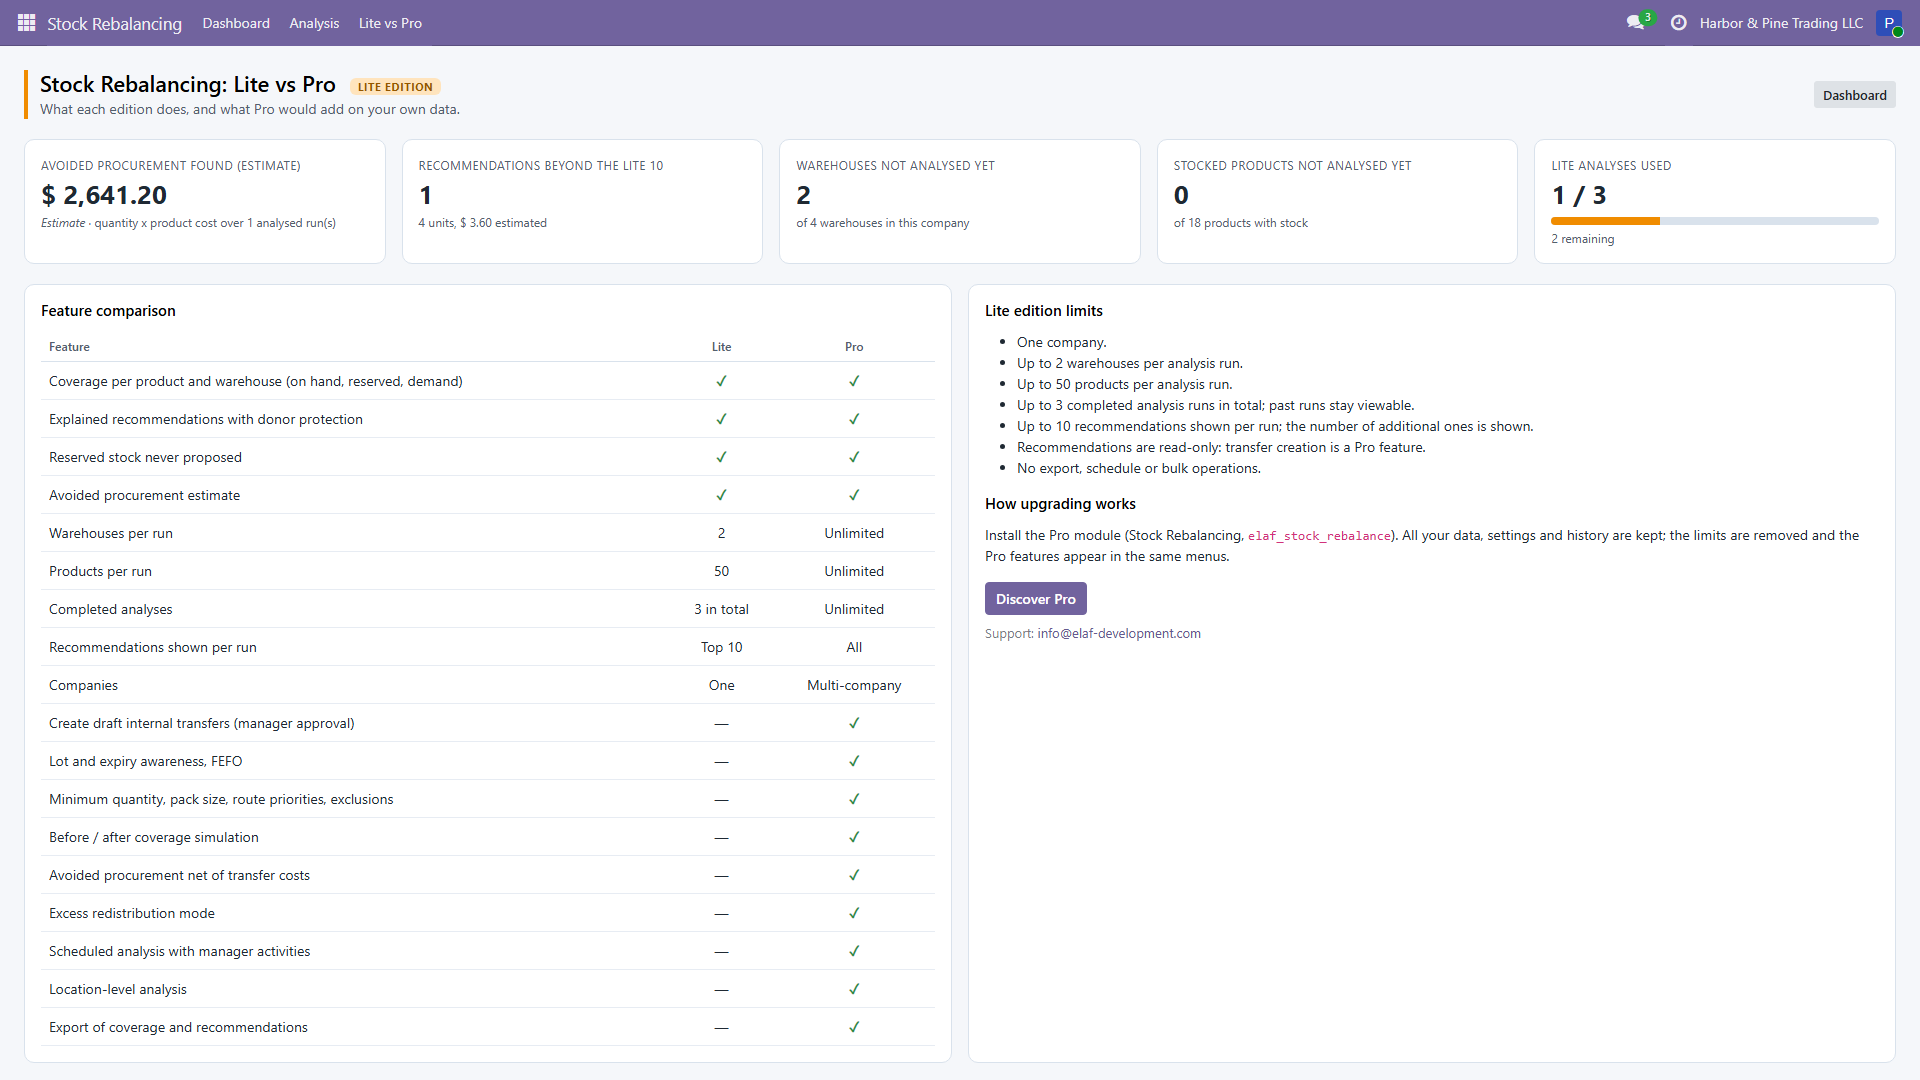 Stock Rebalancing Dashboard Analysis Lite vs Pro 3 Harbor & Pine Trading LLC P
Stock Rebalancing: Lite vs Pro LITE EDITION
What each edition does, and what Pro would add on your own data.
Dashboard
AVOIDED PROCUREMENT FOUND (ESTIMATE)
$ 2,641.20
Estimate · quantity x product cost over 1 analysed run(s)
RECOMMENDATIONS BEYOND THE LITE 10
1
4 units, $ 3.60 estimated
WAREHOUSES NOT ANALYSED YET
2
of 4 warehouses in this company
STOCKED PRODUCTS NOT ANALYSED YET
0
of 18 products with stock
LITE ANALYSES USED
1 / 3
2 remaining
Feature comparison
Feature Lite Pro
Coverage per product and warehouse (on hand, reserved, demand) ✓ ✓
Explained recommendations with donor protection ✓ ✓
Reserved stock never proposed ✓ ✓
Avoided procurement estimate ✓ ✓
Warehouses per run 2 Unlimited
Products per run 50 Unlimited
Completed analyses 3 in total Unlimited
Recommendations shown per run Top 10 All
Companies One Multi-company
Create draft internal transfers (manager approval) — ✓
Lot and expiry awareness, FEFO — ✓
Minimum quantity, pack size, route priorities, exclusions — ✓
Before / after coverage simulation — ✓
Avoided procurement net of transfer costs — ✓
Excess redistribution mode — ✓
Scheduled analysis with manager activities — ✓
Location-level analysis — ✓
Export of coverage and recommendations — ✓
Lite edition limits
• One company.
• Up to 2 warehouses per analysis run.
• Up to 50 products per analysis run.
• Up to 3 completed analysis runs in total; past runs stay viewable.
• Up to 10 recommendations shown per run; the number of additional ones is shown.
• Recommendations are read-only: transfer creation is a Pro feature.
• No export, schedule or bulk operations.
How upgrading works
Install the Pro module (Stock Rebalancing, elaf_stock_rebalance). All your data, settings and history are kept; the limits are removed and the
Pro features appear in the same menus.
Discover Pro
Support: info@elaf-development.com